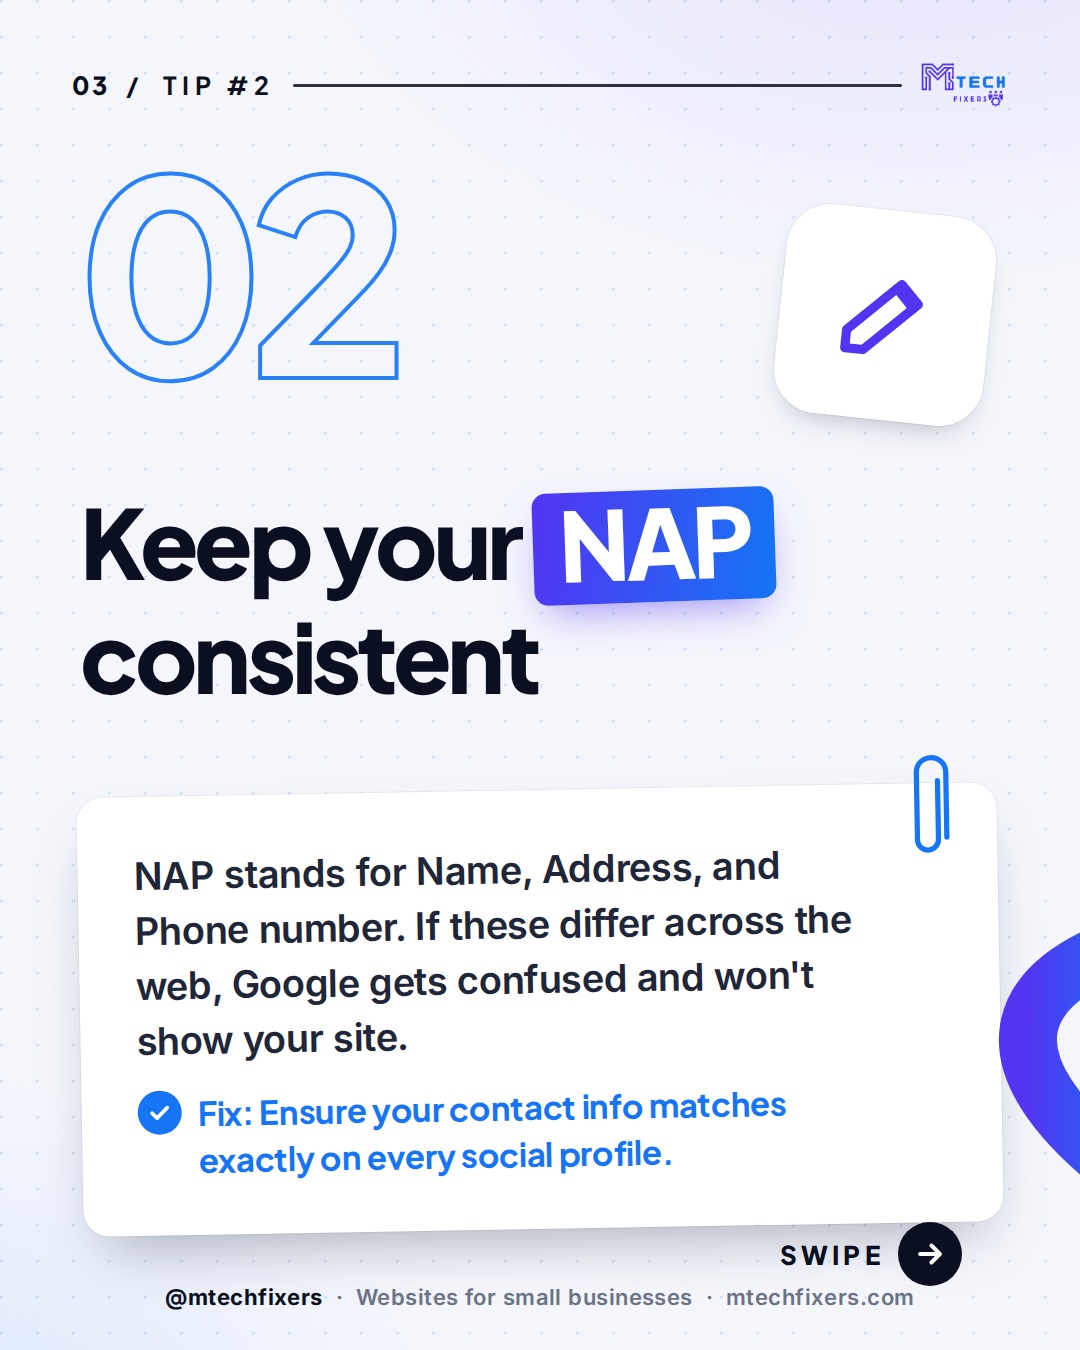 03 / TIP #2
MTECH
FIXERS
02
Keep your NAP
consistent
NAP stands for Name, Address, and
Phone number. If these differ across the
web, Google gets confused and won't
show your site.
Fix: Ensure your contact info matches
exactly on every social profile.
SWIPE
@mtechfixers · Websites for small businesses · mtechfixers.com